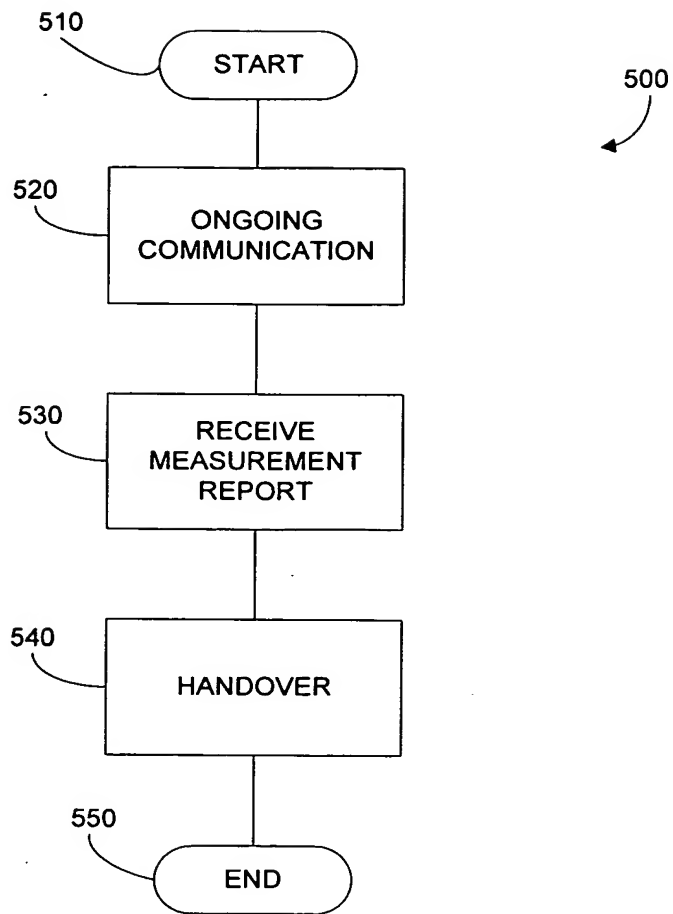 510
START
500
520
ONGOING
COMMUNICATION
530
RECEIVE
MEASUREMENT
REPORT
540
HANDOVER
550
END